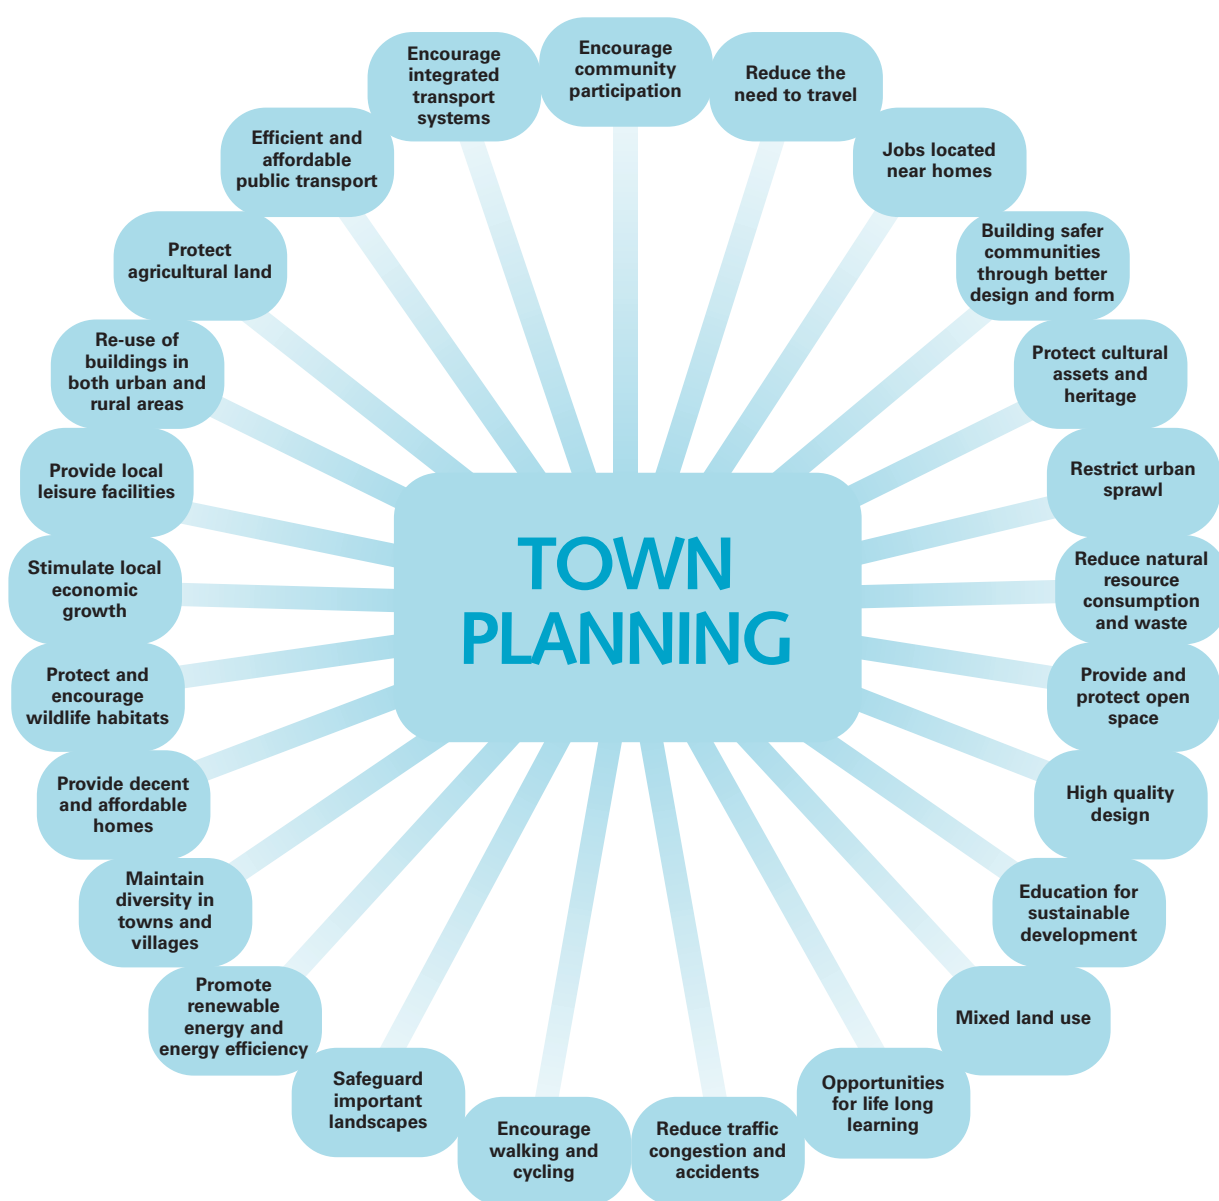 Encourage
community
participation
Reduce the
need to travel
Jobs located
near homes
Building safer
communities
through better
design and form
Protect cultural
assets and
heritage
Restrict urban
sprawl
Reduce natural
resource
consumption
and waste
Provide and
protect open
space
High quality
design
Education for
sustainable
development
Mixed land use
Opportunities
for life long
learning
Reduce traffic
congestion and
accidents
Encourage
walking and
cycling
Safeguard
important
landscapes
Promote
renewable
energy and
energy efficiency
Maintain
diversity in
towns and
villages
Provide decent
and affordable
homes
Protect and
encourage
wildlife habitats
Stimulate local
economic
growth
Provide local
leisure facilities
Re-use of
buildings in
both urban and
rural areas
Protect
agricultural land
Efficient and
affordable
public transport
Encourage
integrated
transport
systems
TOWN
PLANNING